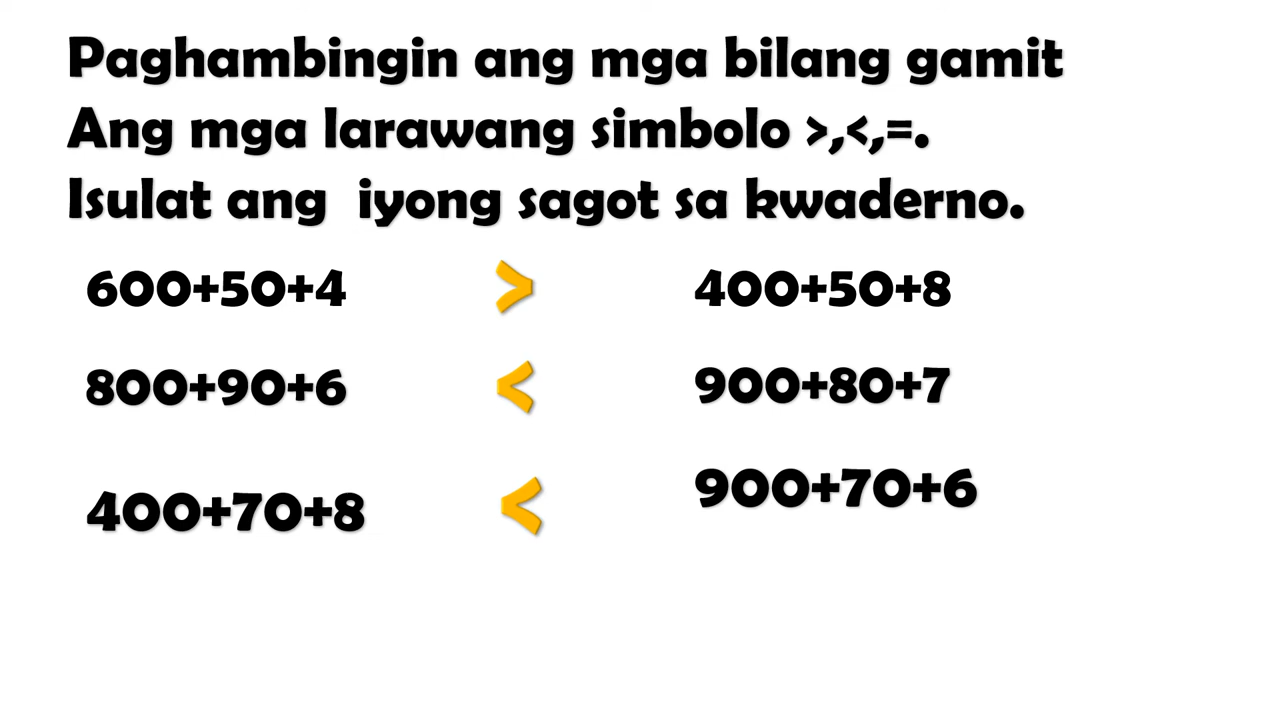 Paghambingin ang mga bilang gamit
Ang mga larawang simbolo >,<,=.
Isulat ang iyong sagot sa kwaderno.
600+50+4 > 400+50+8
800+90+6 < 900+80+7
400+70+8 < 900+70+6